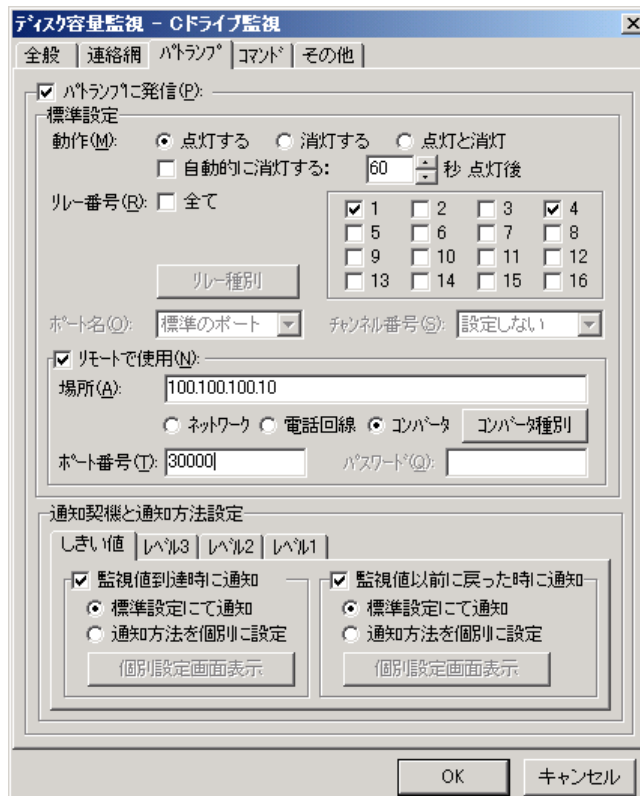 ディスク容量監視 - Cドライブ監視
全般 連絡網 パトランプ コマンド その他
パトランプに発信(P):
標準設定
動作(M): 点灯する 消灯する 点灯と消灯
自動的に消灯する: 60 秒 点灯後
リレー番号(R): 全て
1 2 3 4
5 6 7 8
9 10 11 12
13 14 15 16
リレー種別
ポート名(O): 標準のポート チャンネル番号(S): 設定しない
リモートで使用(N):
場所(A): 100.100.100.10
ネットワーク 電話回線 コンバータ コンバータ種別
ポート番号(T): 30000 パスワード(Q):
通知契機と通知方法設定
しきい値 レベル3 レベル2 レベル1
監視値到達時に通知 監視値以前に戻った時に通知
標準設定にて通知 標準設定にて通知
通知方法を個別に設定 通知方法を個別に設定
個別設定画面表示 個別設定画面表示
OK キャンセル